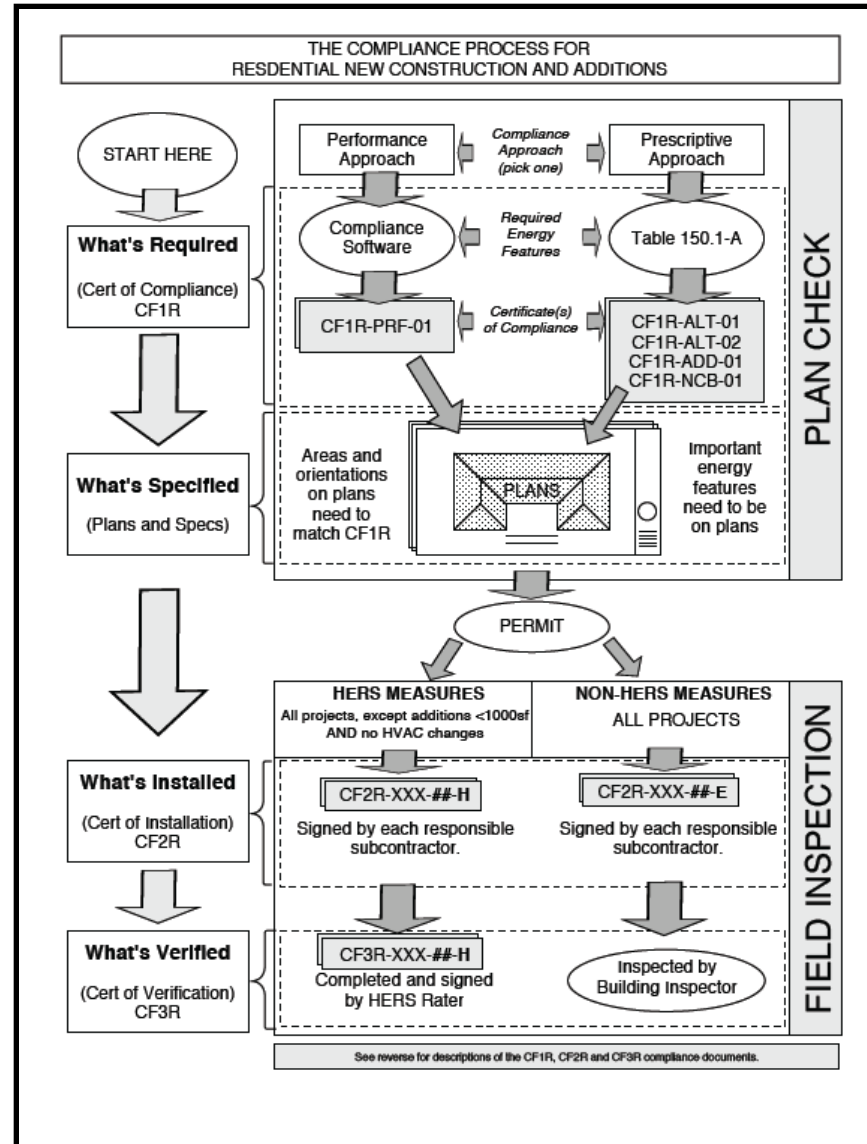 THE COMPLIANCE PROCESS FOR
RESDENTIAL NEW CONSTRUCTION AND ADDITIONS
START HERE
Performance
Approach
Compliance
Approach
(pick one)
Prescriptive
Approach
What's Required
(Cert of Compliance)
CF1R
Compliance
Software
Required
Energy
Features
Table 150.1-A
CF1R-PRF-01
Certificate(s)
of Compliance
CF1R-ALT-01
CF1R-ALT-02
CF1R-ADD-01
CF1R-NCB-01
PLAN CHECK
What's Specified
(Plans and Specs)
Areas and
orientations
on plans
need to
match CF1R
PLANS
Important
energy
features
need to be
on plans
PERMIT
HERS MEASURES
All projects, except additions <1000sf
AND no HVAC changes
NON-HERS MEASURES
ALL PROJECTS
What's Installed
(Cert of Installation)
CF2R
CF2R-XXX-##-H
Signed by each responsible
subcontractor.
CF2R-XXX-##-E
Signed by each responsible
subcontractor.
FIELD INSPECTION
What's Verified
(Cert of Verification)
CF3R
CF3R-XXX-##-H
Completed and signed
by HERS Rater
Inspected by
Building Inspector
See reverse for descriptions of the CF1R, CF2R and CF3R compliance documents.